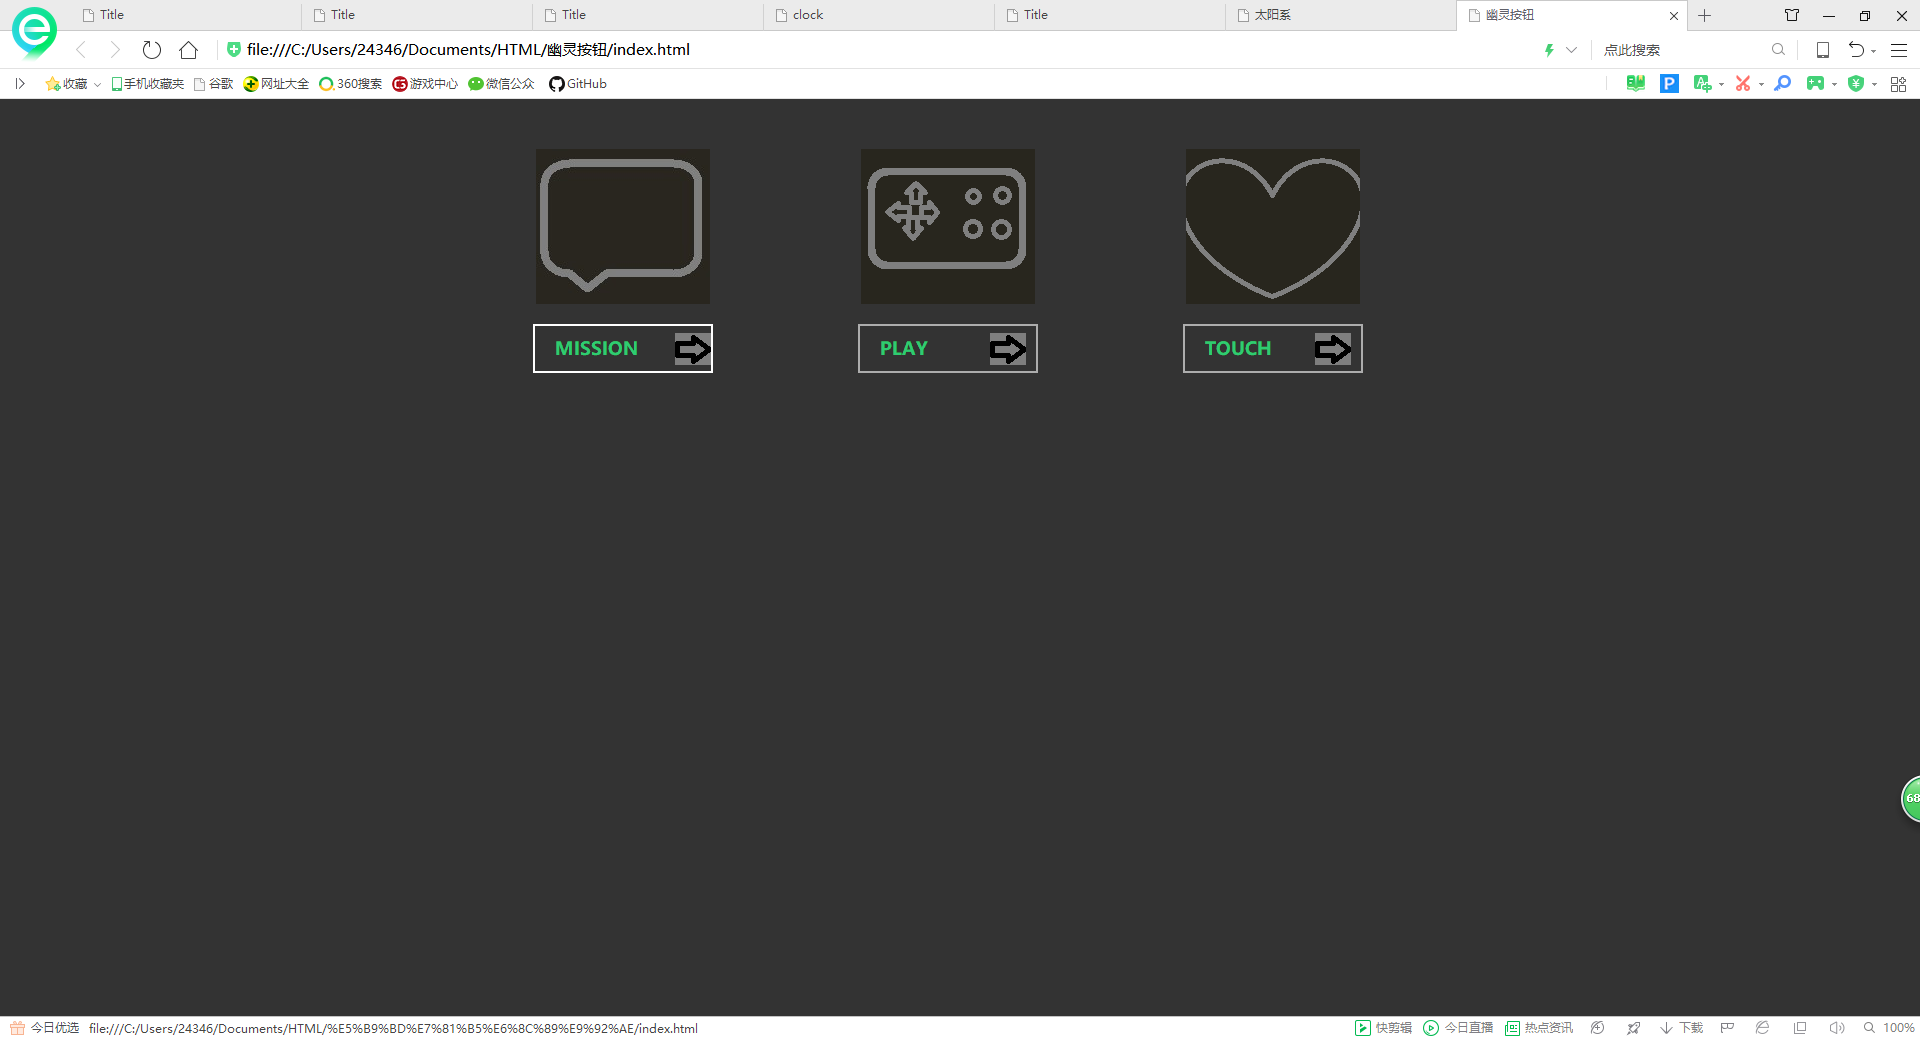 Title
Title
Title
clock
Title
太阳系
幽灵按钮
file:///C:/Users/24346/Documents/HTML/幽灵按钮/index.html
点此搜索
收藏 手机收藏夹 谷歌 网址大全 360搜索 游戏中心 微信公众 GitHub
MISSION
PLAY
TOUCH
68
今日优选 file:///C:/Users/24346/Documents/HTML/%E5%B9%BD%E7%81%B5%E6%8C%89%E9%92%AE/index.html
快剪辑 今日直播 热点资讯 下载 100%